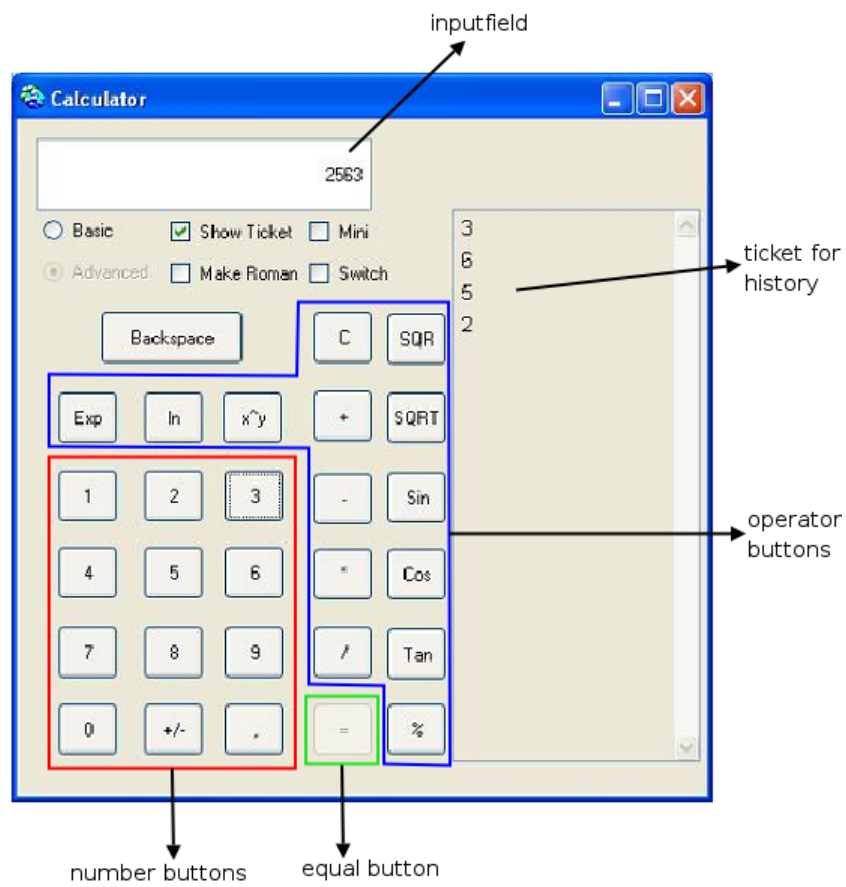 inputfield
Calculator
2563
Basic
Show Ticket
Mini
Advanced
Make Roman
Switch
3
6
5
2
ticket for
history
Backspace
C
SQR
Exp
ln
x^y
+
SQRT
1
2
3
-
Sin
operator
buttons
4
5
6
*
Cos
7
8
9
/
Tan
0
+/-
,
=
%
number buttons
equal button